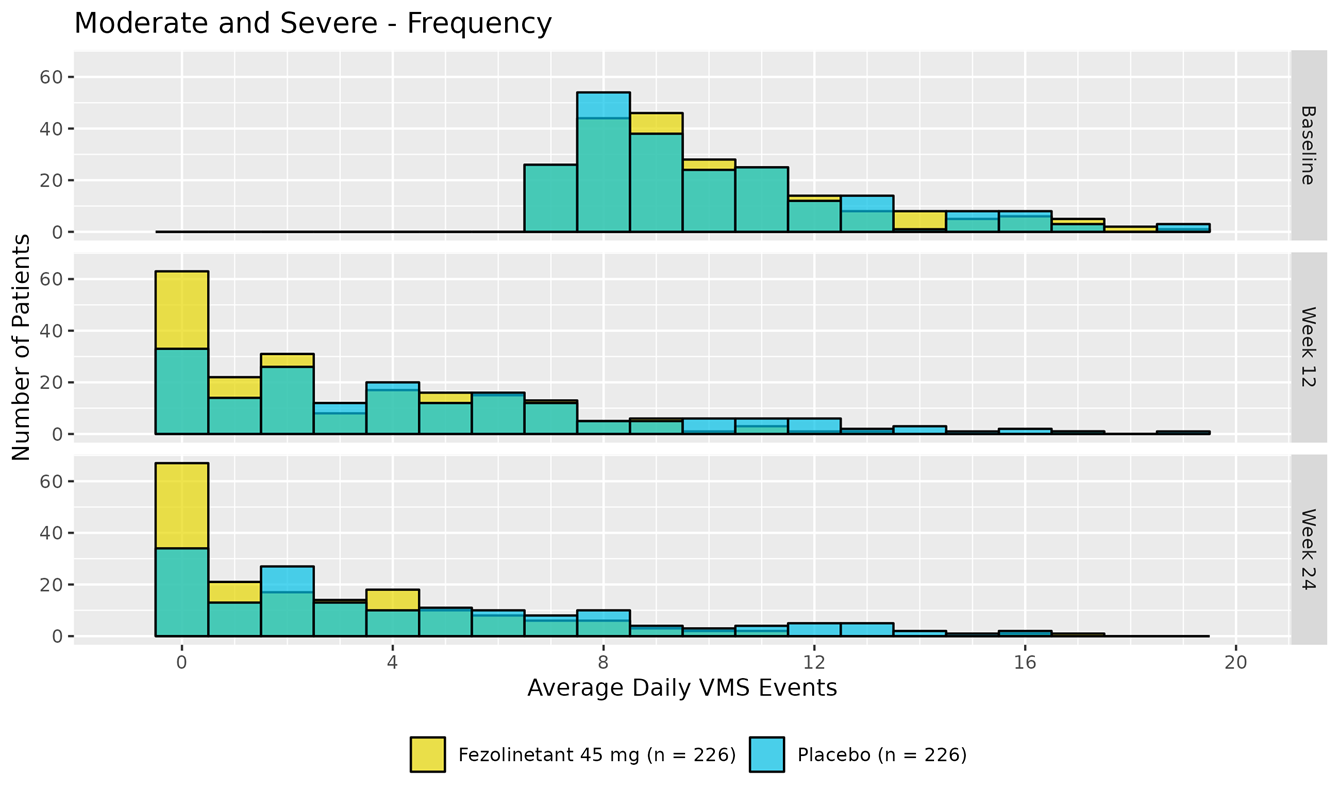 Moderate and Severe - Frequency
Number of Patients
60
40
20
0
Baseline
60
40
20
0
Week 12
60
40
20
0
Week 24
0 4 8 12 16 20
Average Daily VMS Events
Fezolinetant 45 mg (n = 226) Placebo (n = 226)